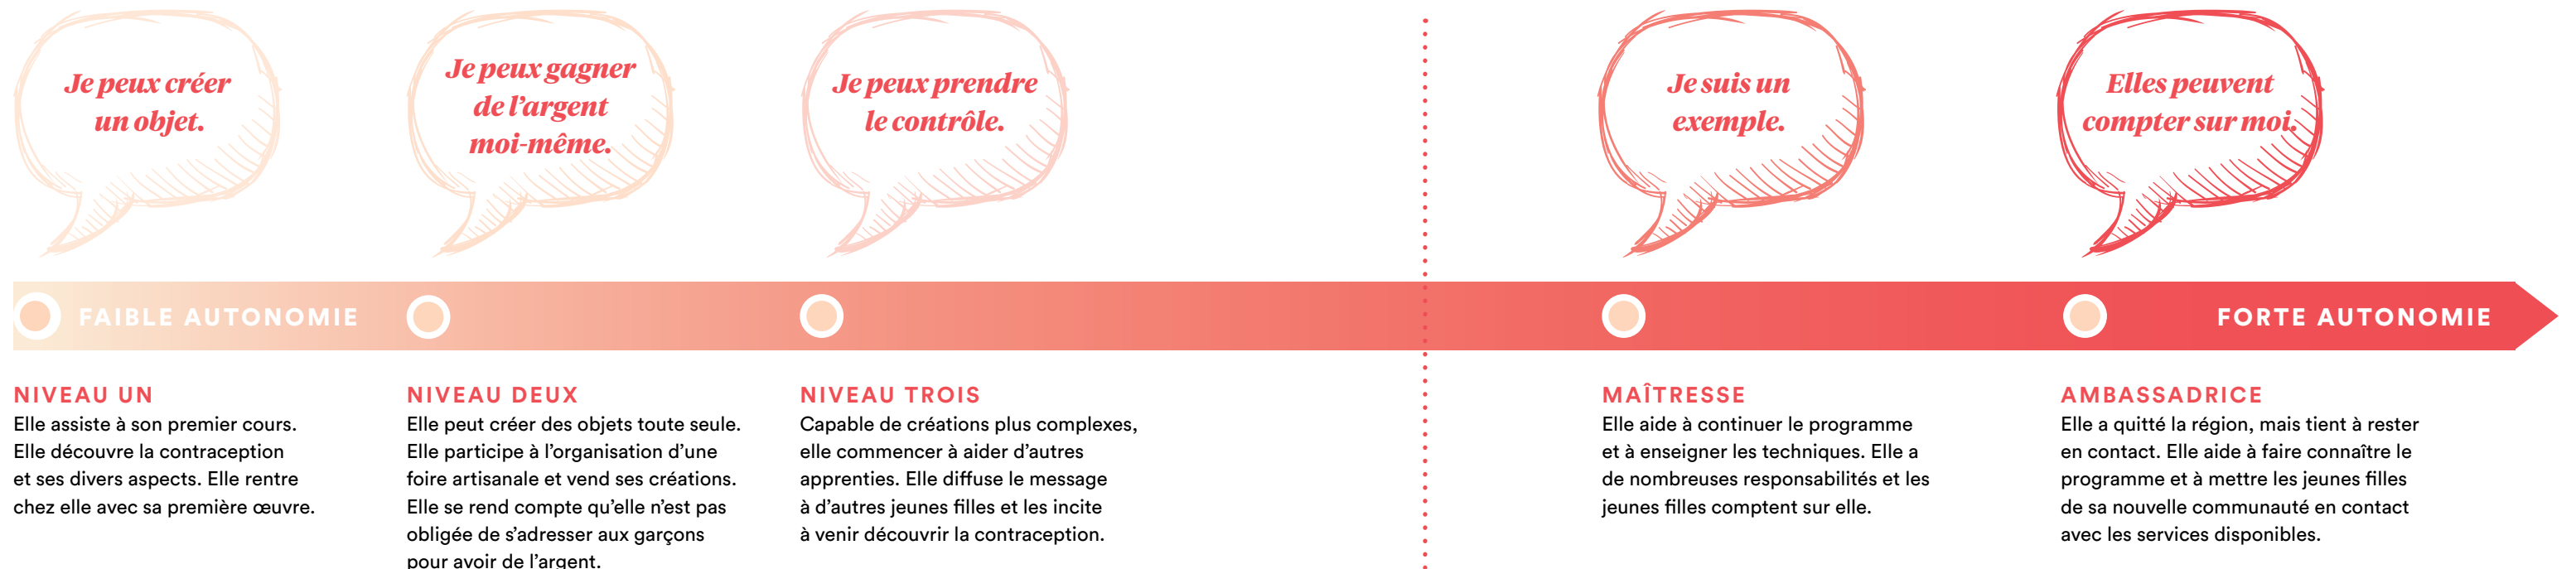 Je peux créer
un objet.
Je peux gagner
de l’argent
moi-même.
Je peux prendre
le contrôle.
Je suis un
exemple.
Elles peuvent
compter sur moi.
FAIBLE AUTONOMIE
FORTE AUTONOMIE
NIVEAU UN
Elle assiste à son premier cours.
Elle découvre la contraception
et ses divers aspects. Elle rentre
chez elle avec sa première œuvre.
NIVEAU DEUX
Elle peut créer des objets toute seule.
Elle participe à l’organisation d’une
foire artisanale et vend ses créations.
Elle se rend compte qu’elle n’est pas
obligée de s’adresser aux garçons
pour avoir de l’argent.
NIVEAU TROIS
Capable de créations plus complexes,
elle commencer à aider d’autres
apprenties. Elle diffuse le message
à d’autres jeunes filles et les incite
à venir découvrir la contraception.
MAÎTRESSE
Elle aide à continuer le programme
et à enseigner les techniques. Elle a
de nombreuses responsabilités et les
jeunes filles comptent sur elle.
AMBASSADRICE
Elle a quitté la région, mais tient à rester
en contact. Elle aide à faire connaître le
programme et à mettre les jeunes filles
de sa nouvelle communauté en contact
avec les services disponibles.